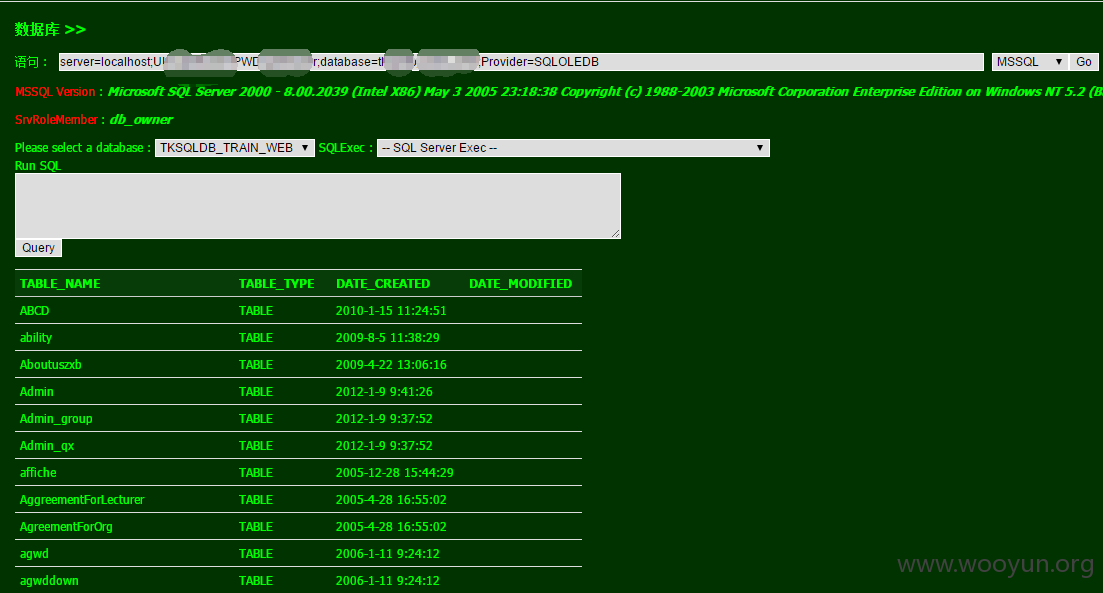 数据库 >>
语句： server=localhost;UI PWD r;database=t ;Provider=SQLOLEDB MSSQL Go
MSSQL Version : Microsoft SQL Server 2000 - 8.00.2039 (Intel X86) May 3 2005 23:18:38 Copyright (c) 1988-2003 Microsoft Corporation Enterprise Edition on Windows NT 5.2 (B
SrvRoleMember : db_owner
Please select a database : TKSQLDB_TRAIN_WEB SQLExec : -- SQL Server Exec --
Run SQL
Query
TABLE_NAME TABLE_TYPE DATE_CREATED DATE_MODIFIED
ABCD TABLE 2010-1-15 11:24:51
ability TABLE 2009-8-5 11:38:29
Aboutuszxb TABLE 2009-4-22 13:06:16
Admin TABLE 2012-1-9 9:41:26
Admin_group TABLE 2012-1-9 9:37:52
Admin_qx TABLE 2012-1-9 9:37:52
affiche TABLE 2005-12-28 15:44:29
AggreementForLecturer TABLE 2005-4-28 16:55:02
AgreementForOrg TABLE 2005-4-28 16:55:02
agwd TABLE 2006-1-11 9:24:12
agwddown TABLE 2006-1-11 9:24:12
www.wooyun.org